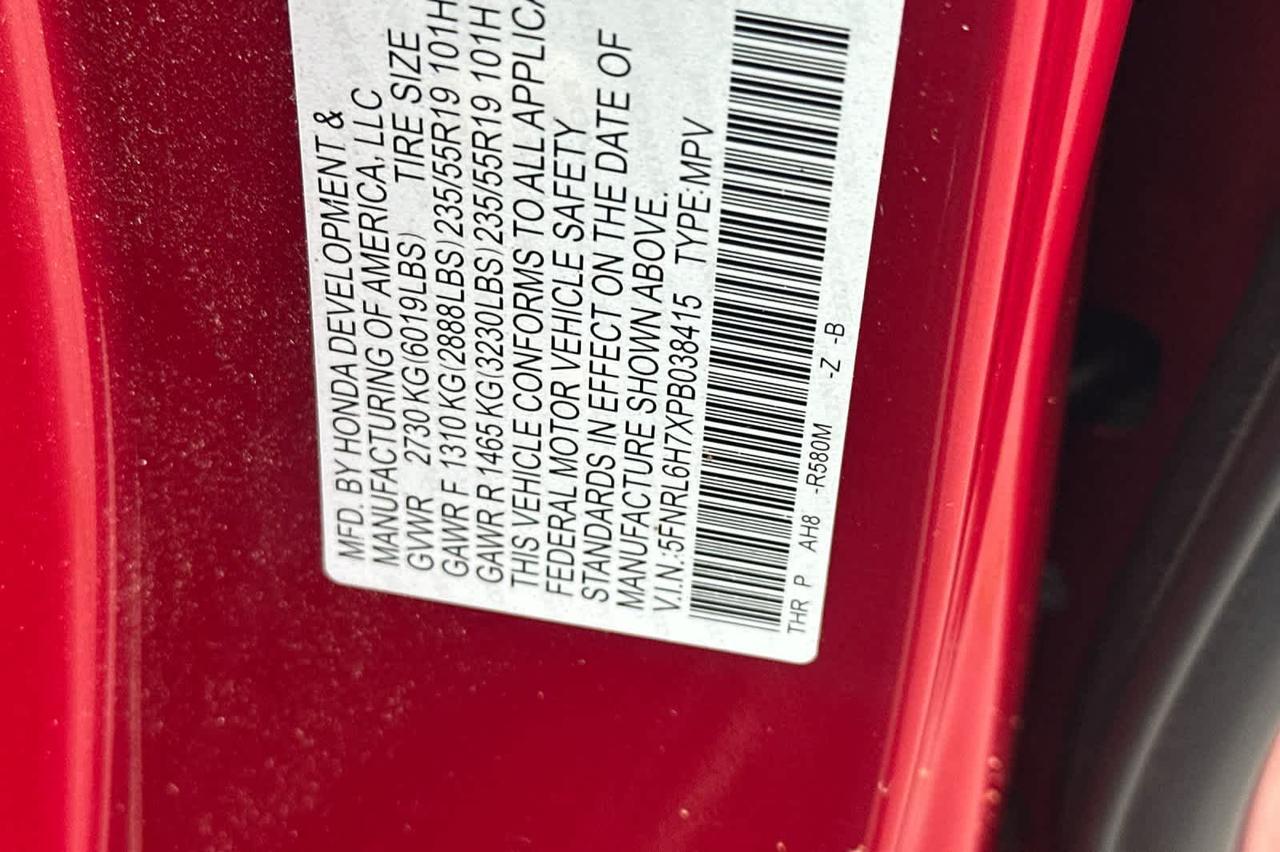 MFD. BY HONDA DEVELOPMENT &
MANUFACTURING OF AMERICA, LLC
GVWR 2730 KG(6019LBS) TIRE SIZE
GAWR F 1310 KG(2888LBS) 235/55R19 101H
GAWR R 1465 KG(3230LBS) 235/55R19 101H
THIS VEHICLE CONFORMS TO ALL
FEDERAL MOTOR VEHICLE SAFETY
STANDARDS IN EFFECT ON THE DATE OF
MANUFACTURE SHOWN ABOVE.
V.I.N.:5FNRL6H7XPB038415 TYPE:MPV
THR P AH8 -R580M -Z -B